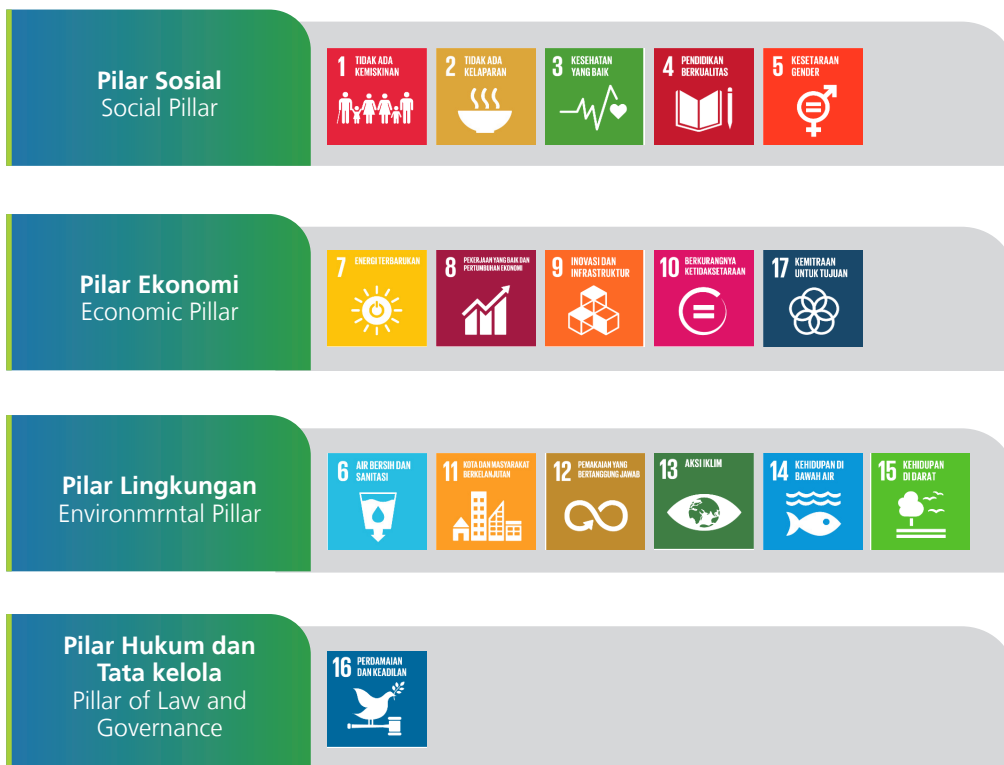 Pilar Sosial
Social Pillar
1 TIDAK ADA
KEMISKINAN
2 TIDAK ADA
KELAPARAN
3 KESEHATAN
YANG BAIK
4 PENDIDIKAN
BERKUALITAS
5 KESETARAAN
GENDER
Pilar Ekonomi
Economic Pillar
7 ENERGI TERBARUKAN
8 PEKERJAAN YANG BAIK DAN
PERTUMBUHAN EKONOMI
9 INOVASI DAN
INFRASTRUKTUR
10 BERKURANGNYA
KETIDAKSETARAAN
17 KEMITRAAN
UNTUK TUJUAN
Pilar Lingkungan
Environmrntal Pillar
6 AIR BERSIH DAN
SANITASI
11 KOTA DAN MASYARAKAT
BERKELANJUTAN
12 PEMAKAIAN YANG
BERTANGGUNG JAWAB
13 AKSI IKLIM
14 KEHIDUPAN DI
BAWAH AIR
15 KEHIDUPAN
DI DARAT
Pilar Hukum dan
Tata kelola
Pillar of Law and
Governance
16 PERDAMAIAN
DAN KEADILAN